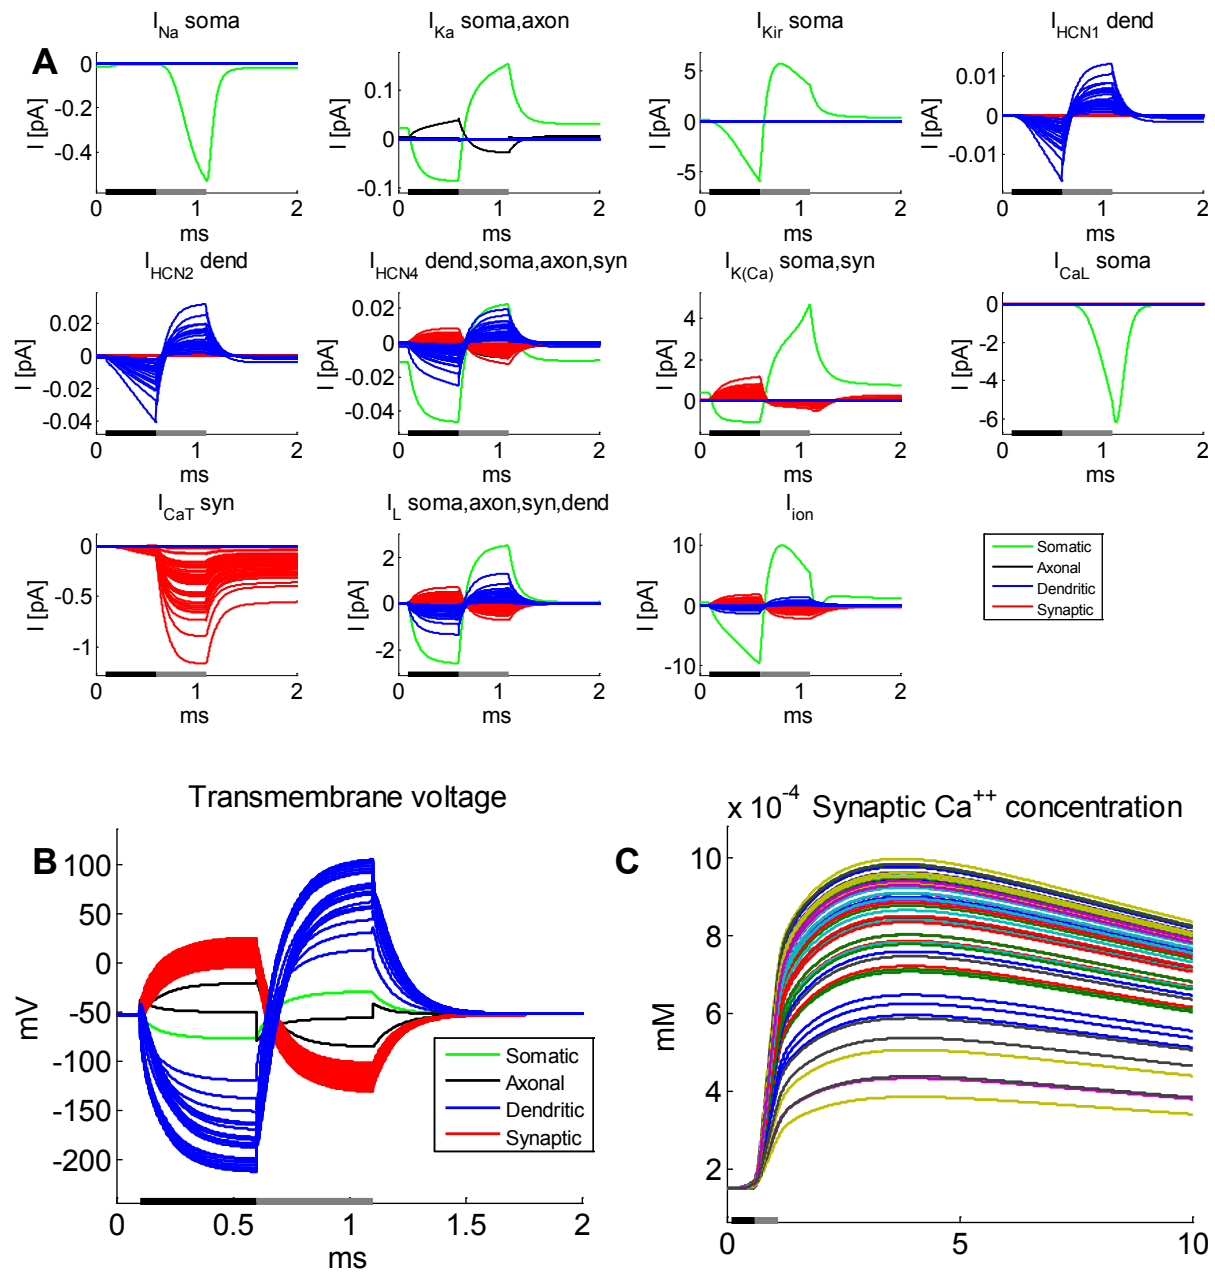 I_Na soma
I_Ka soma,axon
I_Kir soma
I_HCN1 dend
A
I [pA]
0
-0.2
-0.4
0 1 2
ms
I [pA]
0.1
0
-0.1
0 1 2
ms
I [pA]
5
0
-5
0 1 2
ms
I [pA]
0.01
0
-0.01
0 1 2
ms
I_HCN2 dend
I_HCN4 dend,soma,axon,syn
I_K(Ca) soma,syn
I_CaL soma
I [pA]
0.02
0
-0.02
-0.04
0 1 2
ms
I [pA]
0.02
0
-0.02
-0.04
0 1 2
ms
I [pA]
4
2
0
0 1 2
ms
I [pA]
0
-2
-4
-6
0 1 2
ms
I_CaT syn
I_L soma,axon,syn,dend
I_ion
I [pA]
0
-0.5
-1
0 1 2
ms
I [pA]
2
0
-2
0 1 2
ms
I [pA]
10
0
-10
0 1 2
ms
Somatic
Axonal
Dendritic
Synaptic
Transmembrane voltage
B
mV
100
50
0
-50
-100
-150
-200
0 0.5 1 1.5 2
ms
Somatic
Axonal
Dendritic
Synaptic
x 10⁻⁴ Synaptic Ca⁺⁺ concentration
C
mM
10
8
6
4
2
0 5 10